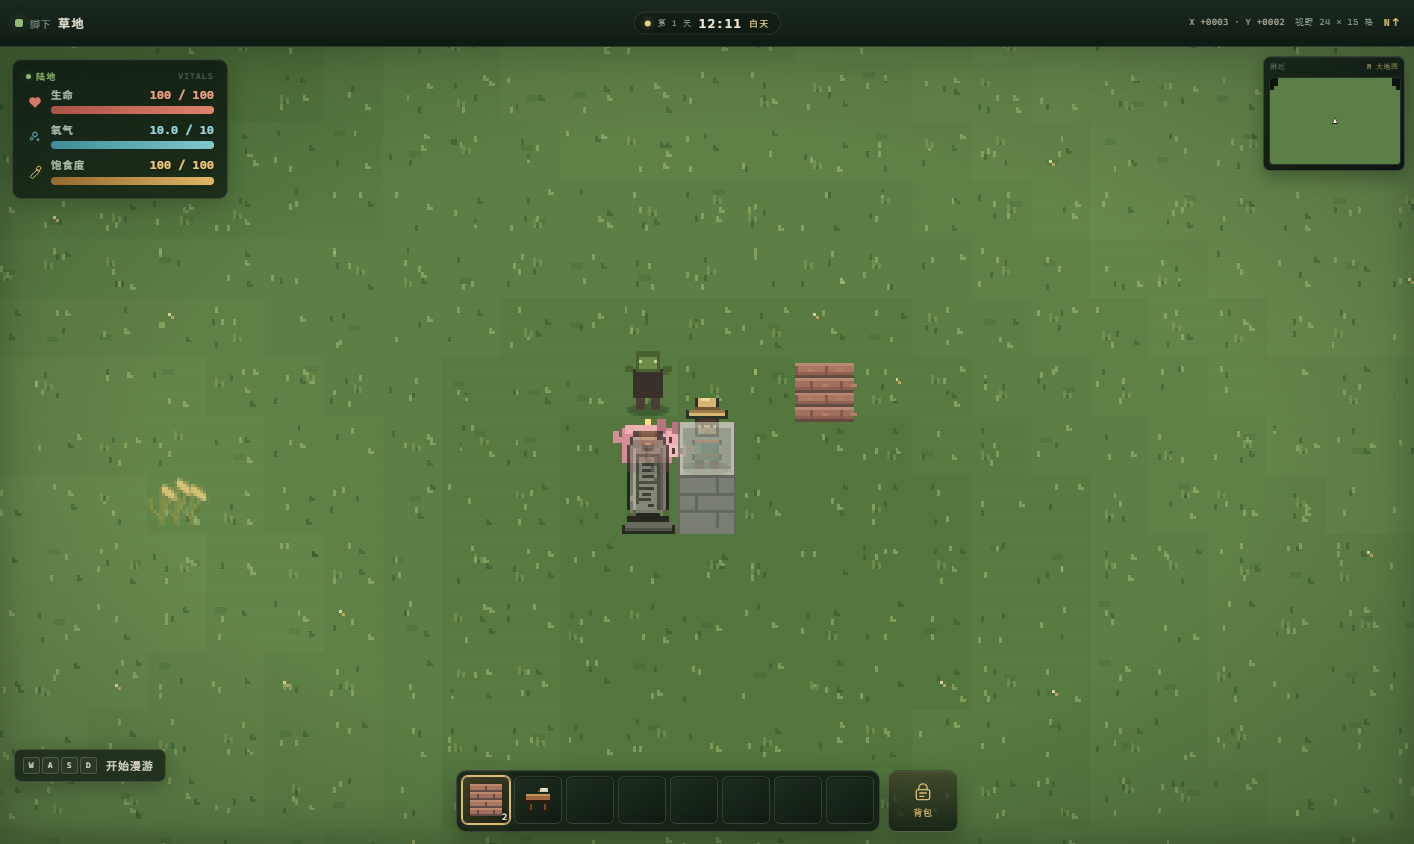 脚下 草地
第 1 天 12:11 白天
X +0003 · Y +0002 视野 24 × 15 格 N↑
陆地 VITALS
生命 100 / 100
氧气 10.0 / 10
饱食度 100 / 100
附近 M 大地图
W A S D 开始漫游
2
背包